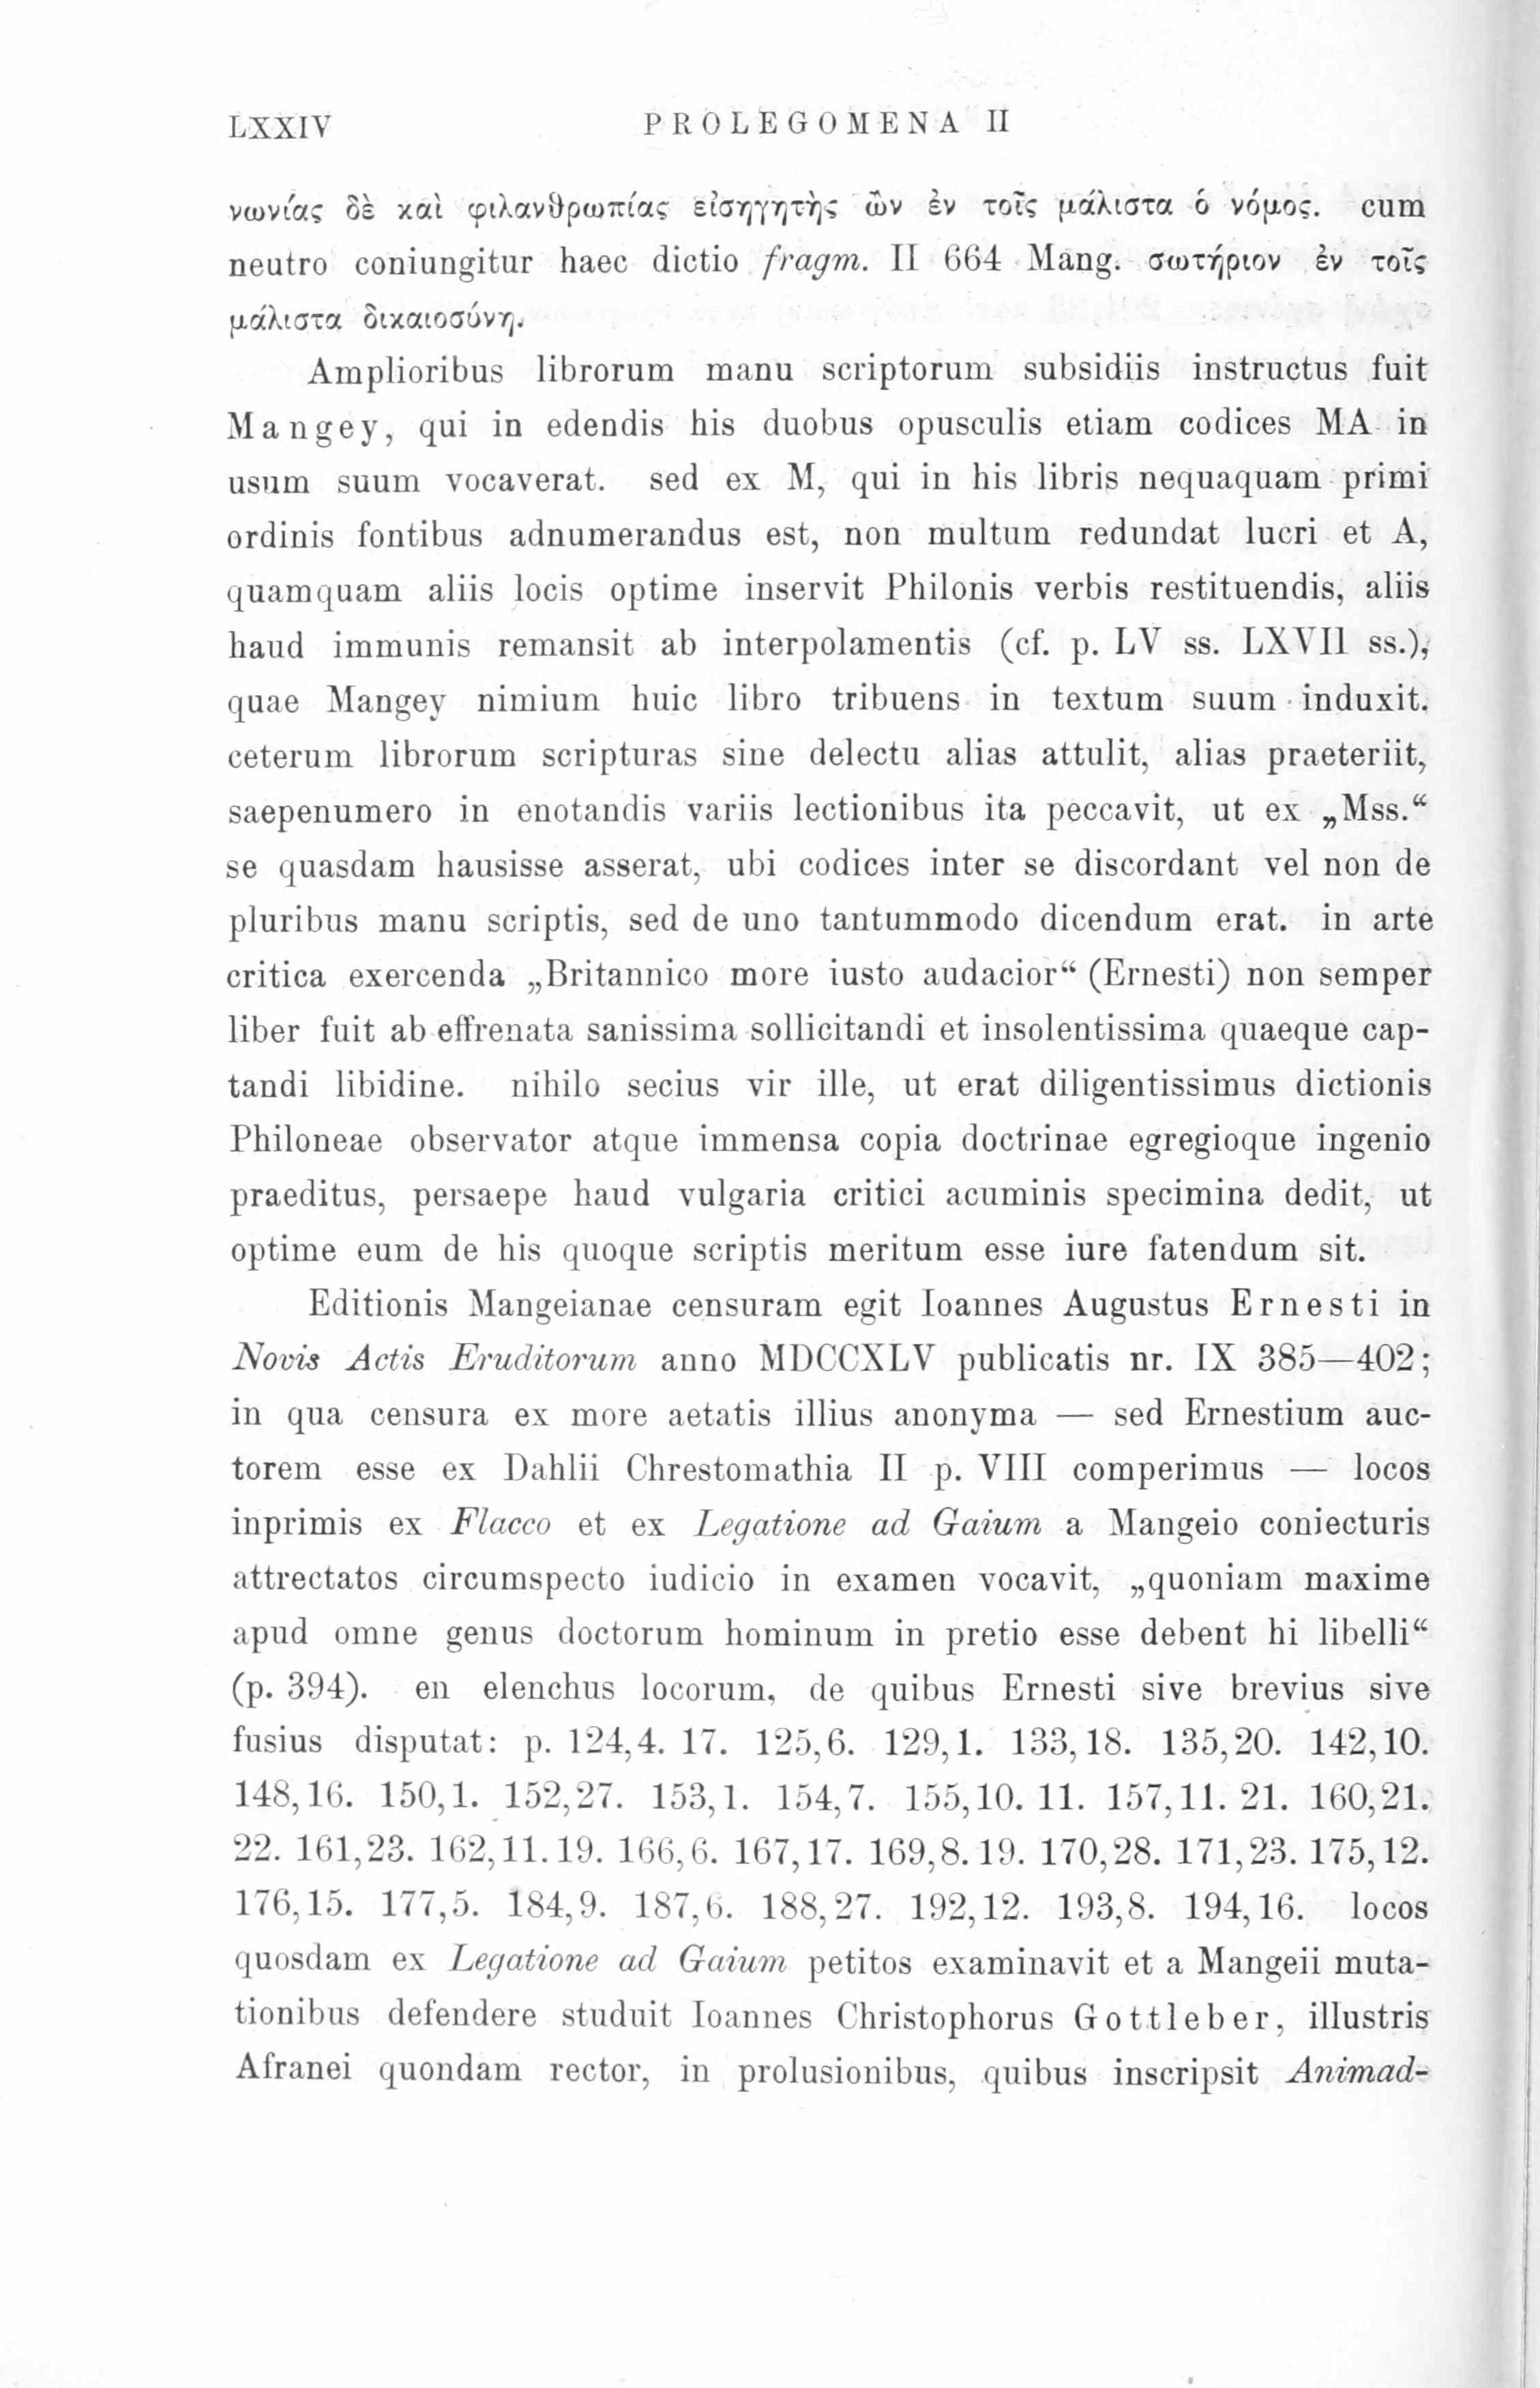 LXXIV PROLEGOMENA II
νωνίας δὲ καὶ φιλανθρωπίας εἰσηγητὴς ὢν ἐν τοῖς μάλιστα ὁ νόμος. cum
neutro coniungitur haec dictio fragm. II 664 Mang. σωτήριον ἐν τοῖς
μάλιστα δικαιοσύνη.
Amplioribus librorum manu scriptorum subsidiis instructus fuit
Mangey, qui in edendis his duobus opusculis etiam codices MA in
usum suum vocaverat. sed ex M, qui in his libris nequaquam primi
ordinis fontibus adnumerandus est, non multum redundat lucri et A,
quamquam aliis locis optime inservit Philonis verbis restituendis, aliis
haud immunis remansit ab interpolamentis (cf. p. LV ss. LXVII ss.),
quae Mangey nimium huic libro tribuens in textum suum induxit.
ceterum librorum scripturas sine delectu alias attulit, alias praeteriit,
saepenumero in enotandis variis lectionibus ita peccavit, ut ex „Mss.“
se quasdam hausisse asserat, ubi codices inter se discordant vel non de
pluribus manu scriptis, sed de uno tantummodo dicendum erat. in arte
critica exercenda „Britannico more iusto audacior“ (Ernesti) non semper
liber fuit ab effrenata sanissima sollicitandi et insolentissima quaeque cap-
tandi libidine. nihilo secius vir ille, ut erat diligentissimus dictionis
Philoneae observator atque immensa copia doctrinae egregioque ingenio
praeditus, persaepe haud vulgaria critici acuminis specimina dedit, ut
optime eum de his quoque scriptis meritum esse iure fatendum sit.
Editionis Mangeianae censuram egit Ioannes Augustus Ernesti in
Novis Actis Eruditorum anno MDCCXLV publicatis nr. IX 385—402;
in qua censura ex more aetatis illius anonyma — sed Ernestium auc-
torem esse ex Dahlii Chrestomathia II p. VIII comperimus — locos
inprimis ex Flacco et ex Legatione ad Gaium a Mangeio coniecturis
attrectatos circumspecto iudicio in examen vocavit, „quoniam maxime
apud omne genus doctorum hominum in pretio esse debent hi libelli“
(p. 394). en elenchus locorum, de quibus Ernesti sive brevius sive
fusius disputat: p. 124,4. 17. 125,6. 129,1. 133,18. 135,20. 142,10.
148,16. 150,1. 152,27. 153,1. 154,7. 155,10. 11. 157,11. 21. 160,21.
22. 161,23. 162,11. 19. 166,6. 167,17. 169,8. 19. 170,28. 171,23. 175,12.
176,15. 177,5. 184,9. 187,6. 188,27. 192,12. 193,8. 194,16. locos
quosdam ex Legatione ad Gaium petitos examinavit et a Mangeii muta-
tionibus defendere studuit Ioannes Christophorus Gottleber, illustris
Afranei quondam rector, in prolusionibus, quibus inscripsit Animad-